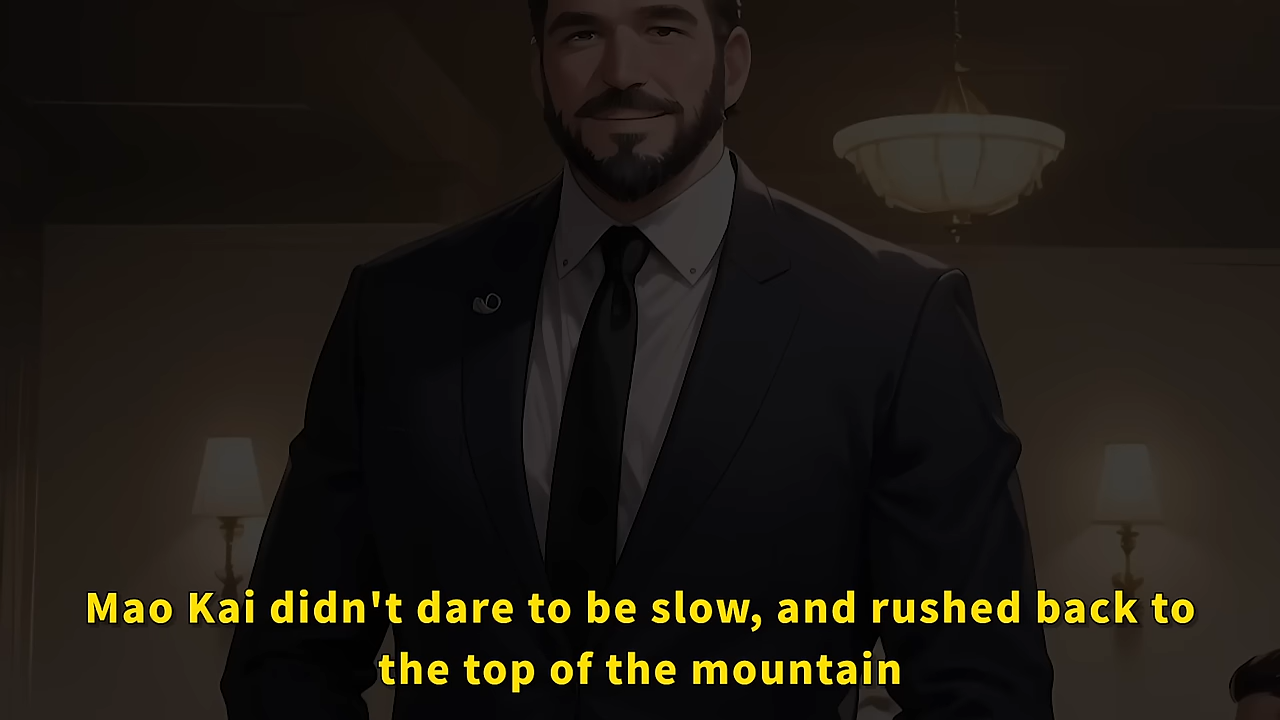 Mao Kai didn't dare to be slow, and rushed back to
the top of the mountain